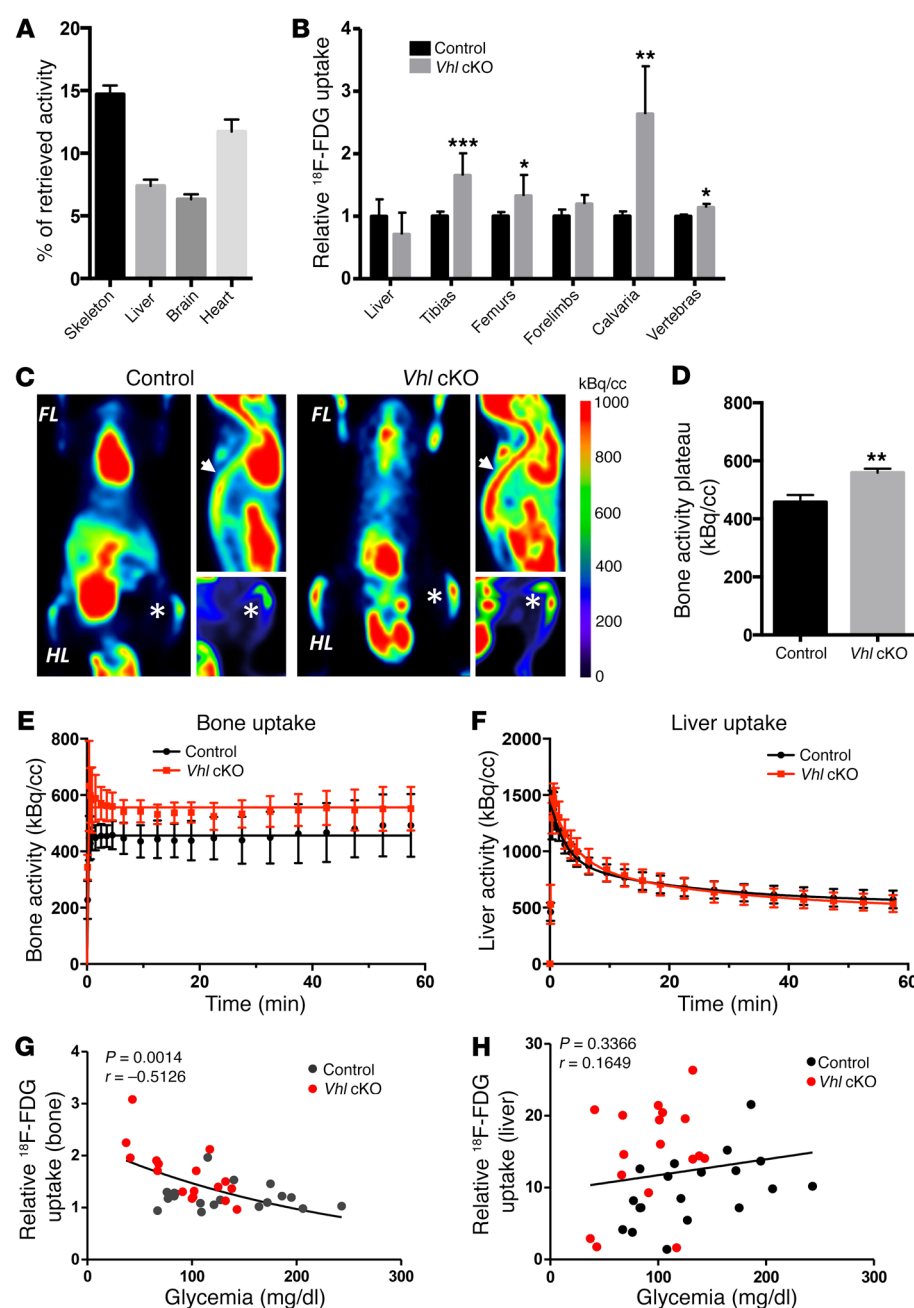 A
20
15
10
5
0
% of retrieved activity
Skeleton
Liver
Brain
Heart
B
Control
Vhl cKO
4
3
2
1
0
Relative ¹⁸F-FDG uptake
***
*
**
*
Liver
Tibias
Femurs
Forelimbs
Calvaria
Vertebras
C
Control
Vhl cKO
FL
HL
*
*
FL
HL
*
*
kBq/cc
1000
800
600
400
200
0
D
800
600
400
200
0
Bone activity plateau
(kBq/cc)
**
Control
Vhl cKO
E
Bone uptake
Control
Vhl cKO
800
600
400
200
0
Bone activity (kBq/cc)
0 20 40 60
Time (min)
F
Liver uptake
Control
Vhl cKO
2000
1500
1000
500
0
Liver activity (kBq/cc)
0 20 40 60
Time (min)
G
P = 0.0014
r = –0.5126
Control
Vhl cKO
4
3
2
1
0
Relative ¹⁸F-FDG
uptake (bone)
0 100 200 300
Glycemia (mg/dl)
H
P = 0.3366
r = 0.1649
Control
Vhl cKO
30
20
10
0
Relative ¹⁸F-FDG
uptake (liver)
0 100 200 300
Glycemia (mg/dl)